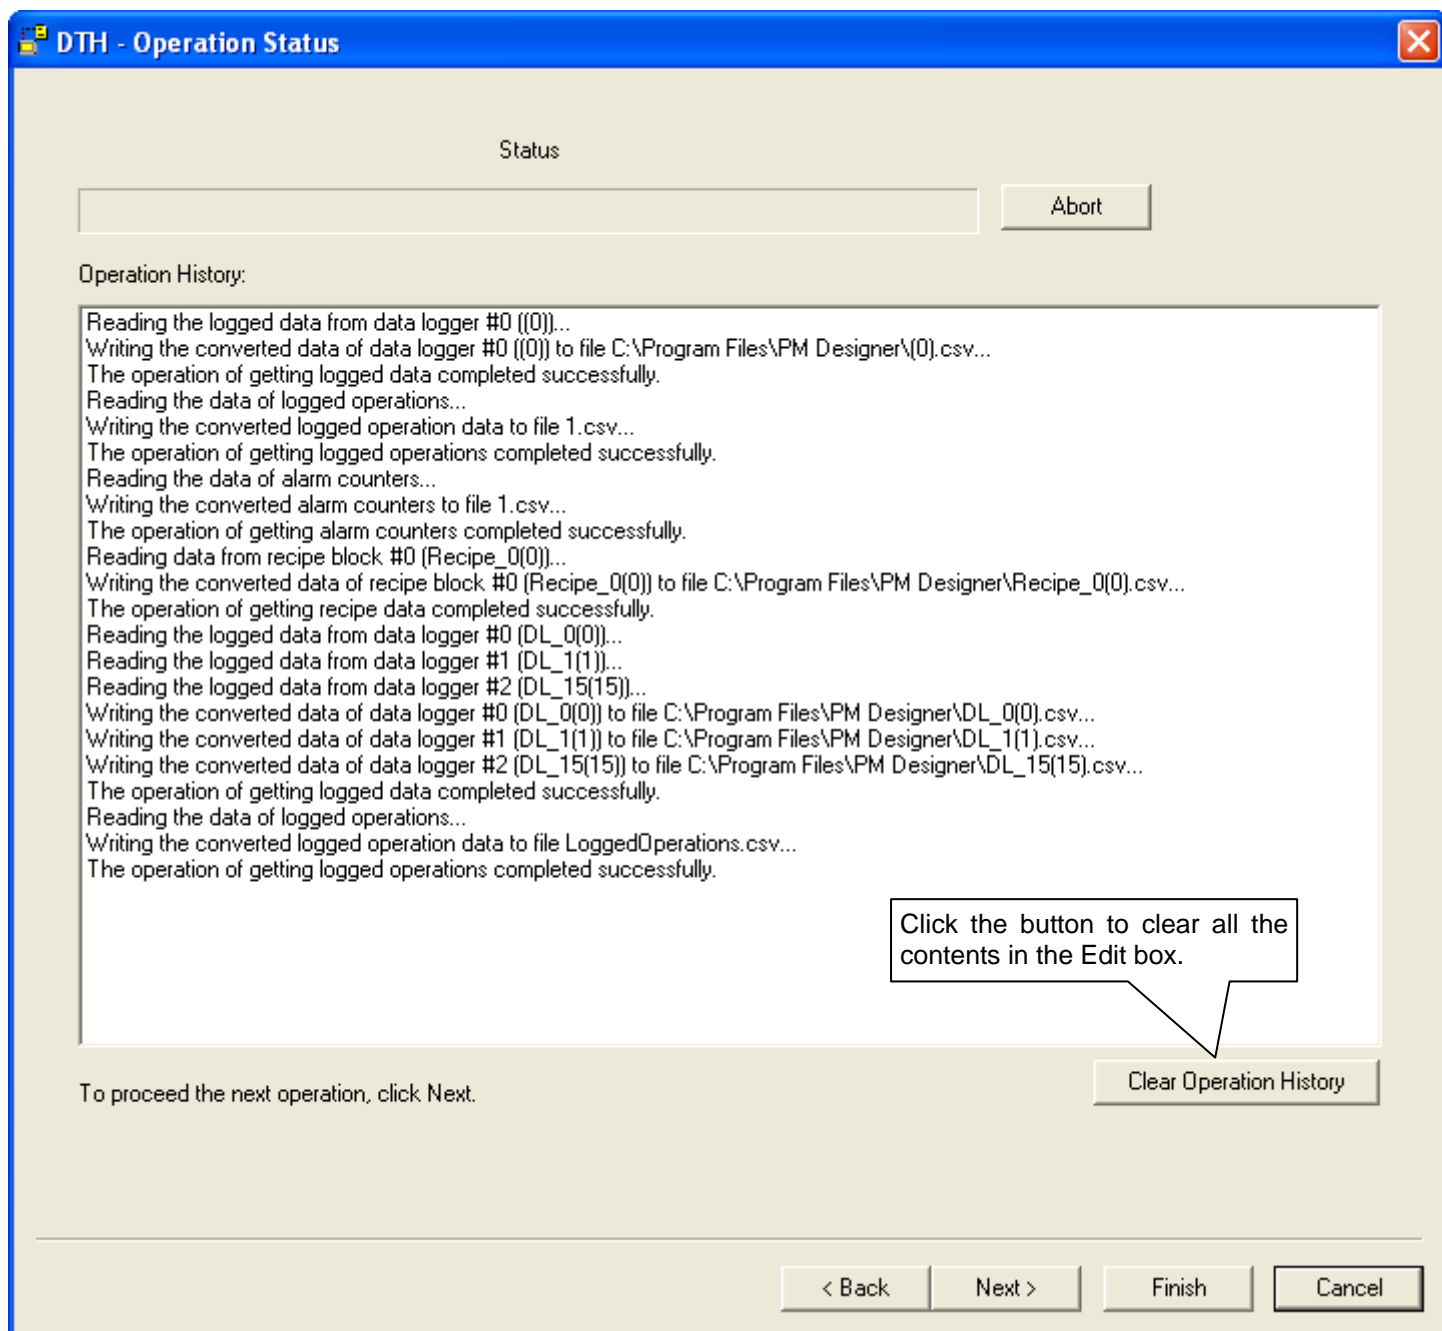 DTH - Operation Status
Status
Abort
Operation History:
Reading the logged data from data logger #0 ((0))...
Writing the converted data of data logger #0 ((0)) to file C:\Program Files\PM Designer\(0).csv...
The operation of getting logged data completed successfully.
Reading the data of logged operations...
Writing the converted logged operation data to file 1.csv...
The operation of getting logged operations completed successfully.
Reading the data of alarm counters...
Writing the converted alarm counters to file 1.csv...
The operation of getting alarm counters completed successfully.
Reading data from recipe block #0 (Recipe_0(0))...
Writing the converted data of recipe block #0 (Recipe_0(0)) to file C:\Program Files\PM Designer\Recipe_0(0).csv...
The operation of getting recipe data completed successfully.
Reading the logged data from data logger #0 (DL_0(0))...
Reading the logged data from data logger #1 (DL_1(1))...
Reading the logged data from data logger #2 (DL_15(15))...
Writing the converted data of data logger #0 (DL_0(0)) to file C:\Program Files\PM Designer\DL_0(0).csv...
Writing the converted data of data logger #1 (DL_1(1)) to file C:\Program Files\PM Designer\DL_1(1).csv...
Writing the converted data of data logger #2 (DL_15(15)) to file C:\Program Files\PM Designer\DL_15(15).csv...
The operation of getting logged data completed successfully.
Reading the data of logged operations...
Writing the converted logged operation data to file LoggedOperations.csv...
The operation of getting logged operations completed successfully.
Click the button to clear all the
contents in the Edit box.
Clear Operation History
To proceed the next operation, click Next.
< Back
Next >
Finish
Cancel